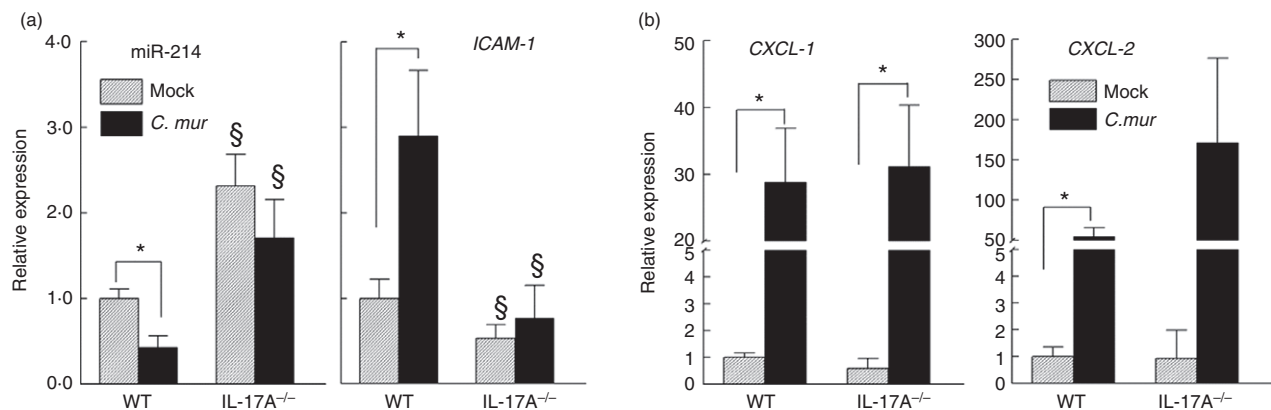 (a)
miR-214
Mock
C. mur
Relative expression
4·0
3·0
2·0
1·0
0·0
*
§
§
WT
IL-17A−/−
ICAM-1
*
§
§
WT
IL-17A−/−
(b)
CXCL-1
Relative expression
50
40
30
20
5
4
3
2
1
0
*
*
WT
IL-17A−/−
CXCL-2
Mock
C.mur
300
250
200
150
100
50
5
4
3
2
1
0
*
WT
IL-17A−/−